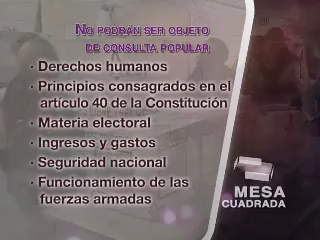 No podrán ser objeto
de consulta popular
· Derechos humanos
· Principios consagrados en el
artículo 40 de la Constitución
· Materia electoral
· Ingresos y gastos
· Seguridad nacional
· Funcionamiento de las
fuerzas armadas
MESA
CUADRADA